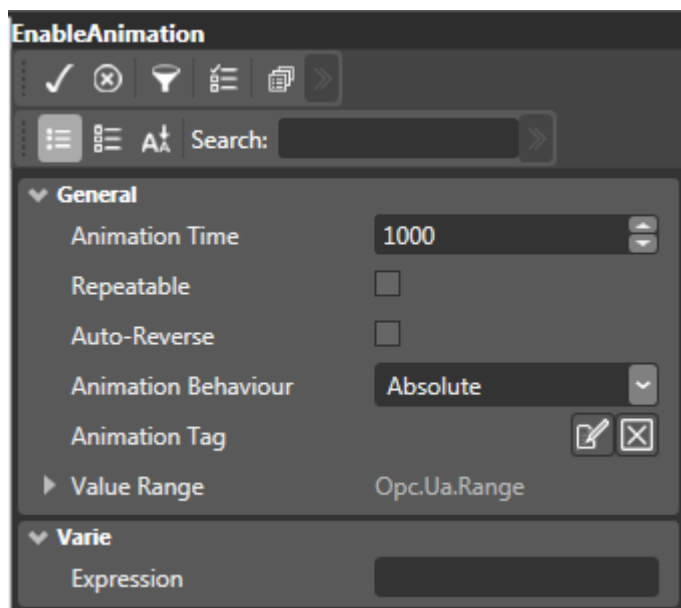 EnableAnimation
Search:
General
Animation Time 1000
Repeatable
Auto-Reverse
Animation Behaviour Absolute
Animation Tag
Value Range Opc.Ua.Range
Varie
Expression